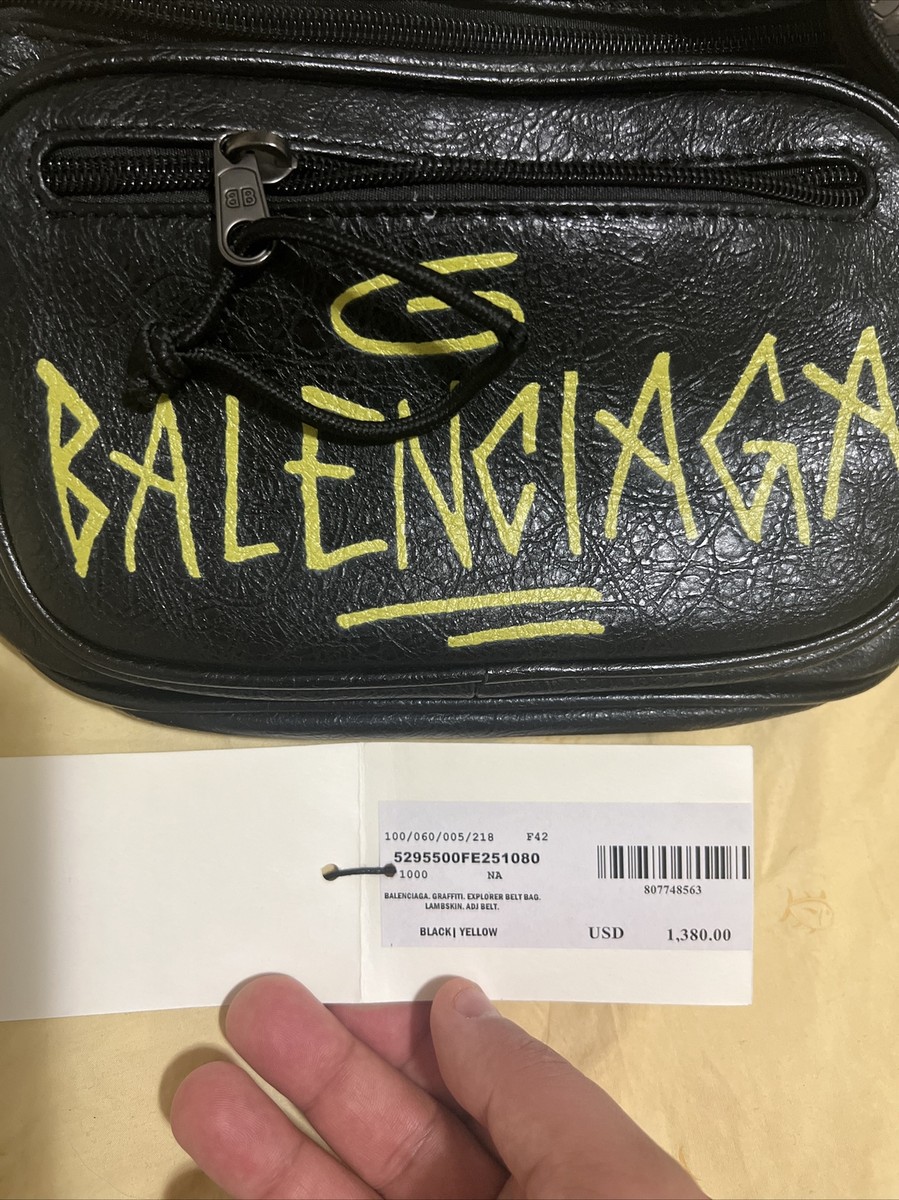 BB
G
BALENCIAGA
100/060/005/218 F42
5295500FE251080
1000 NA
BALENCIAGA. GRAFFITI. EXPLORER BELT BAG.
LAMBSKIN. ADJ BELT.
BLACK| YELLOW
807748563
USD 1,380.00